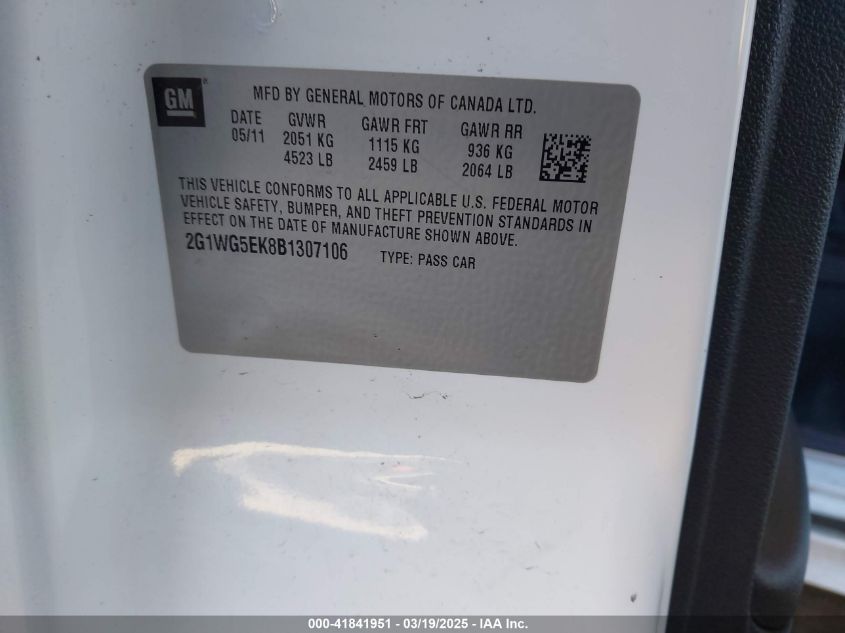 GM
MFD BY GENERAL MOTORS OF CANADA LTD.
DATE GVWR GAWR FRT GAWR RR
05/11 2051 KG 1115 KG 936 KG
4523 LB 2459 LB 2064 LB
THIS VEHICLE CONFORMS TO ALL APPLICABLE U.S. FEDERAL MOTOR
VEHICLE SAFETY, BUMPER, AND THEFT PREVENTION STANDARDS IN
EFFECT ON THE DATE OF MANUFACTURE SHOWN ABOVE.
2G1WG5EK8B1307106 TYPE: PASS CAR
000-41841951 - 03/19/2025 - IAA Inc.